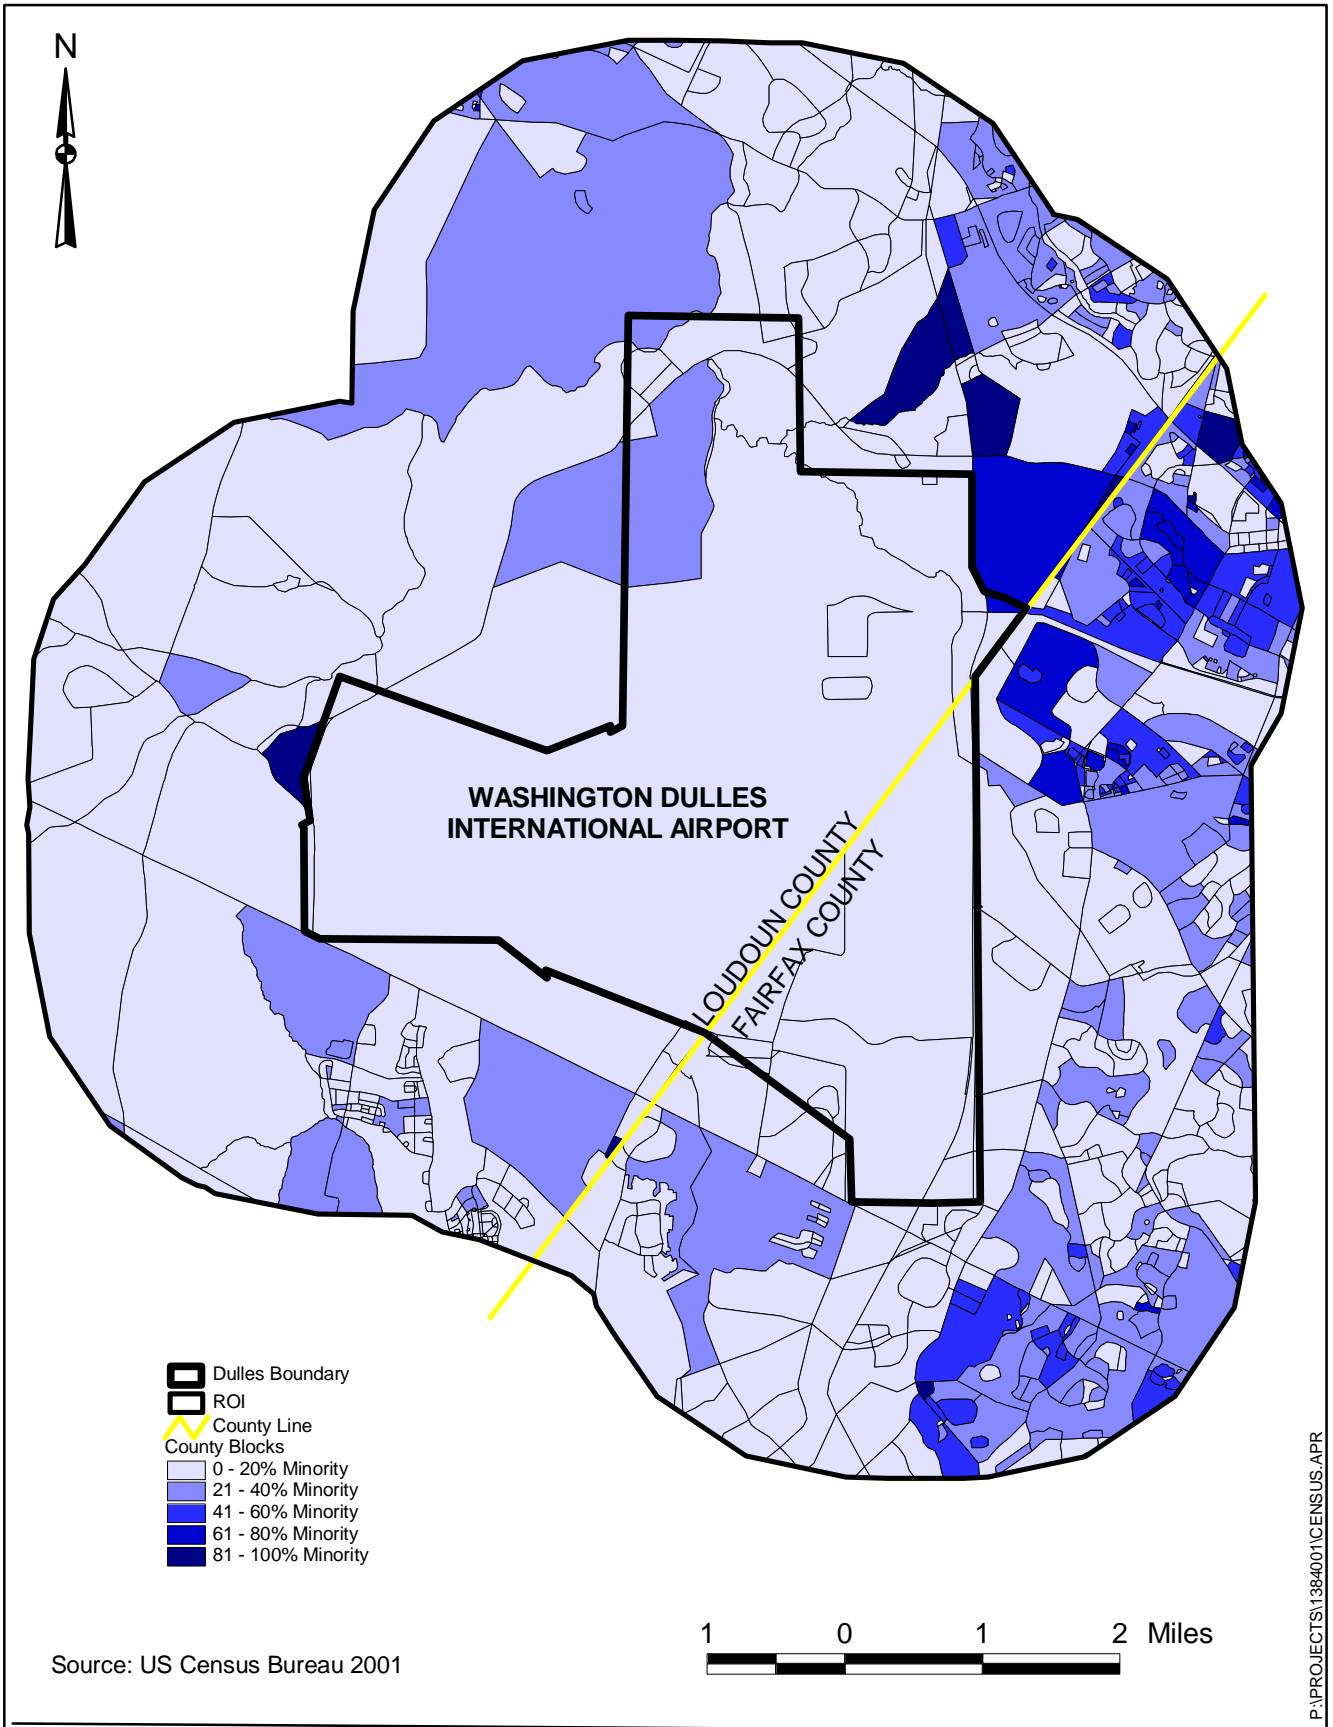 N
WASHINGTON DULLES
INTERNATIONAL AIRPORT
LOUDOUN COUNTY
FAIRFAX COUNTY
Dulles Boundary
ROI
County Line
County Blocks
0 - 20% Minority
21 - 40% Minority
41 - 60% Minority
61 - 80% Minority
81 - 100% Minority
1 0 1 2 Miles
Source: US Census Bureau 2001
P:\PROJECTS\1384001\CENSUS.APR